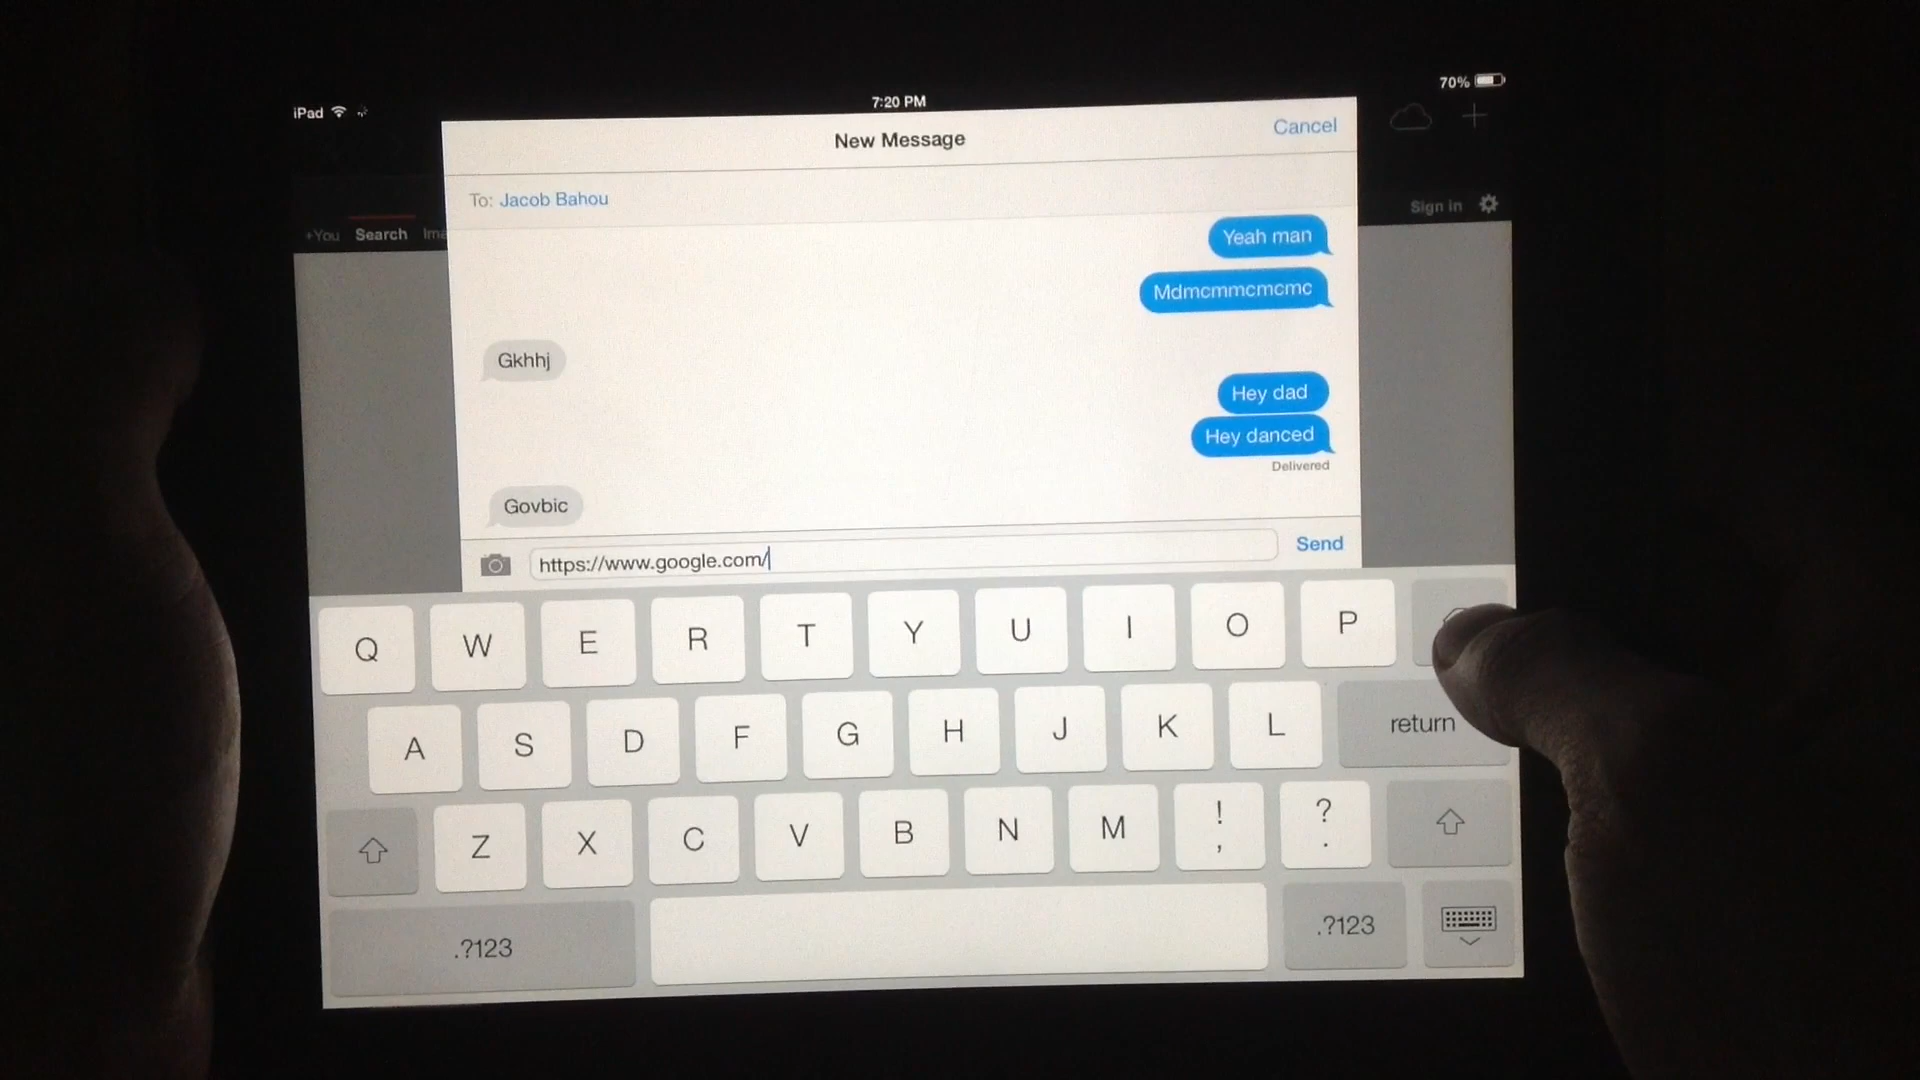 70%
iPad
7:20 PM
New Message
Cancel
To: Jacob Bahou
+You Search Ima
Sign in
Yeah man
Mdmcmmcmcmc
Gkhhj
Hey dad
Hey danced
Delivered
Govbic
https://www.google.com/
Send
Q W E R T Y U I O P
A S D F G H J K L return
Z X C V B N M ! , ? .
.?123 .?123